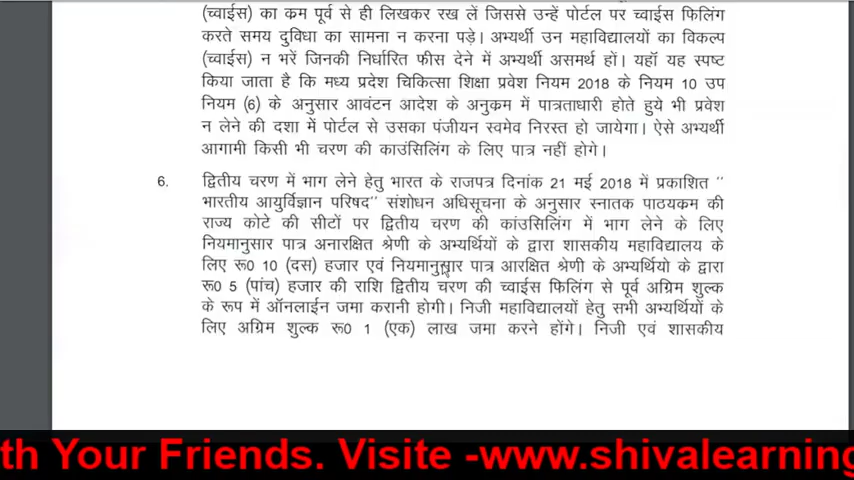 (च्वाईस) का क्रम पूर्व से ही लिखकर रख लें जिससे उन्हें पोर्टल पर च्वाईस फिलिंग
करते समय दुविधा का सामना न करना पड़े। अभ्यर्थी उन महाविद्यालयों का विकल्प
(च्वाईस) न भरें जिनकी निर्धारित फीस देने में अभ्यर्थी असमर्थ हों। यहॉ यह स्पष्ट
किया जाता है कि मध्य प्रदेश चिकित्सा शिक्षा प्रवेश नियम 2018 के नियम 10 उप
नियम (6) के अनुसार आवंटन आदेश के अनुक्रम में पात्रताधारी होते हुये भी प्रवेश
न लेने की दशा में पोर्टल से उसका पंजीयन स्वमेव निरस्त हो जायेगा। ऐसे अभ्यर्थी
आगामी किसी भी चरण की काउंसिलिंग के लिए पात्र नहीं होगे।
6. द्वितीय चरण में भाग लेने हेतु भारत के राजपत्र दिनांक 21 मई 2018 में प्रकाशित "
भारतीय आयुर्विज्ञान परिषद" संशोधन अधिसूचना के अनुसार स्नातक पाठयक्रम की
राज्य कोटे की सीटों पर द्वितीय चरण की कांउसिलिंग में भाग लेने के लिए
नियमानुसार पात्र अनारक्षित श्रेणी के अभ्यर्थियों के द्वारा शासकीय महाविद्यालय के
लिए रू0 10 (दस) हजार एवं नियमानुसार पात्र आरक्षित श्रेणी के अभ्यर्थियो के द्वारा
रू0 5 (पांच) हजार की राशि द्वितीय चरण की च्वाईस फिलिंग से पूर्व अग्रिम शुल्क
के रूप में ऑनलाईन जमा करानी होगी। निजी महाविद्यालयों हेतु सभी अभ्यर्थियों के
लिए अग्रिम शुल्क रू0 1 (एक) लाख जमा करने होंगे। निजी एवं शासकीय
th Your Friends. Visite -www.shivalearning